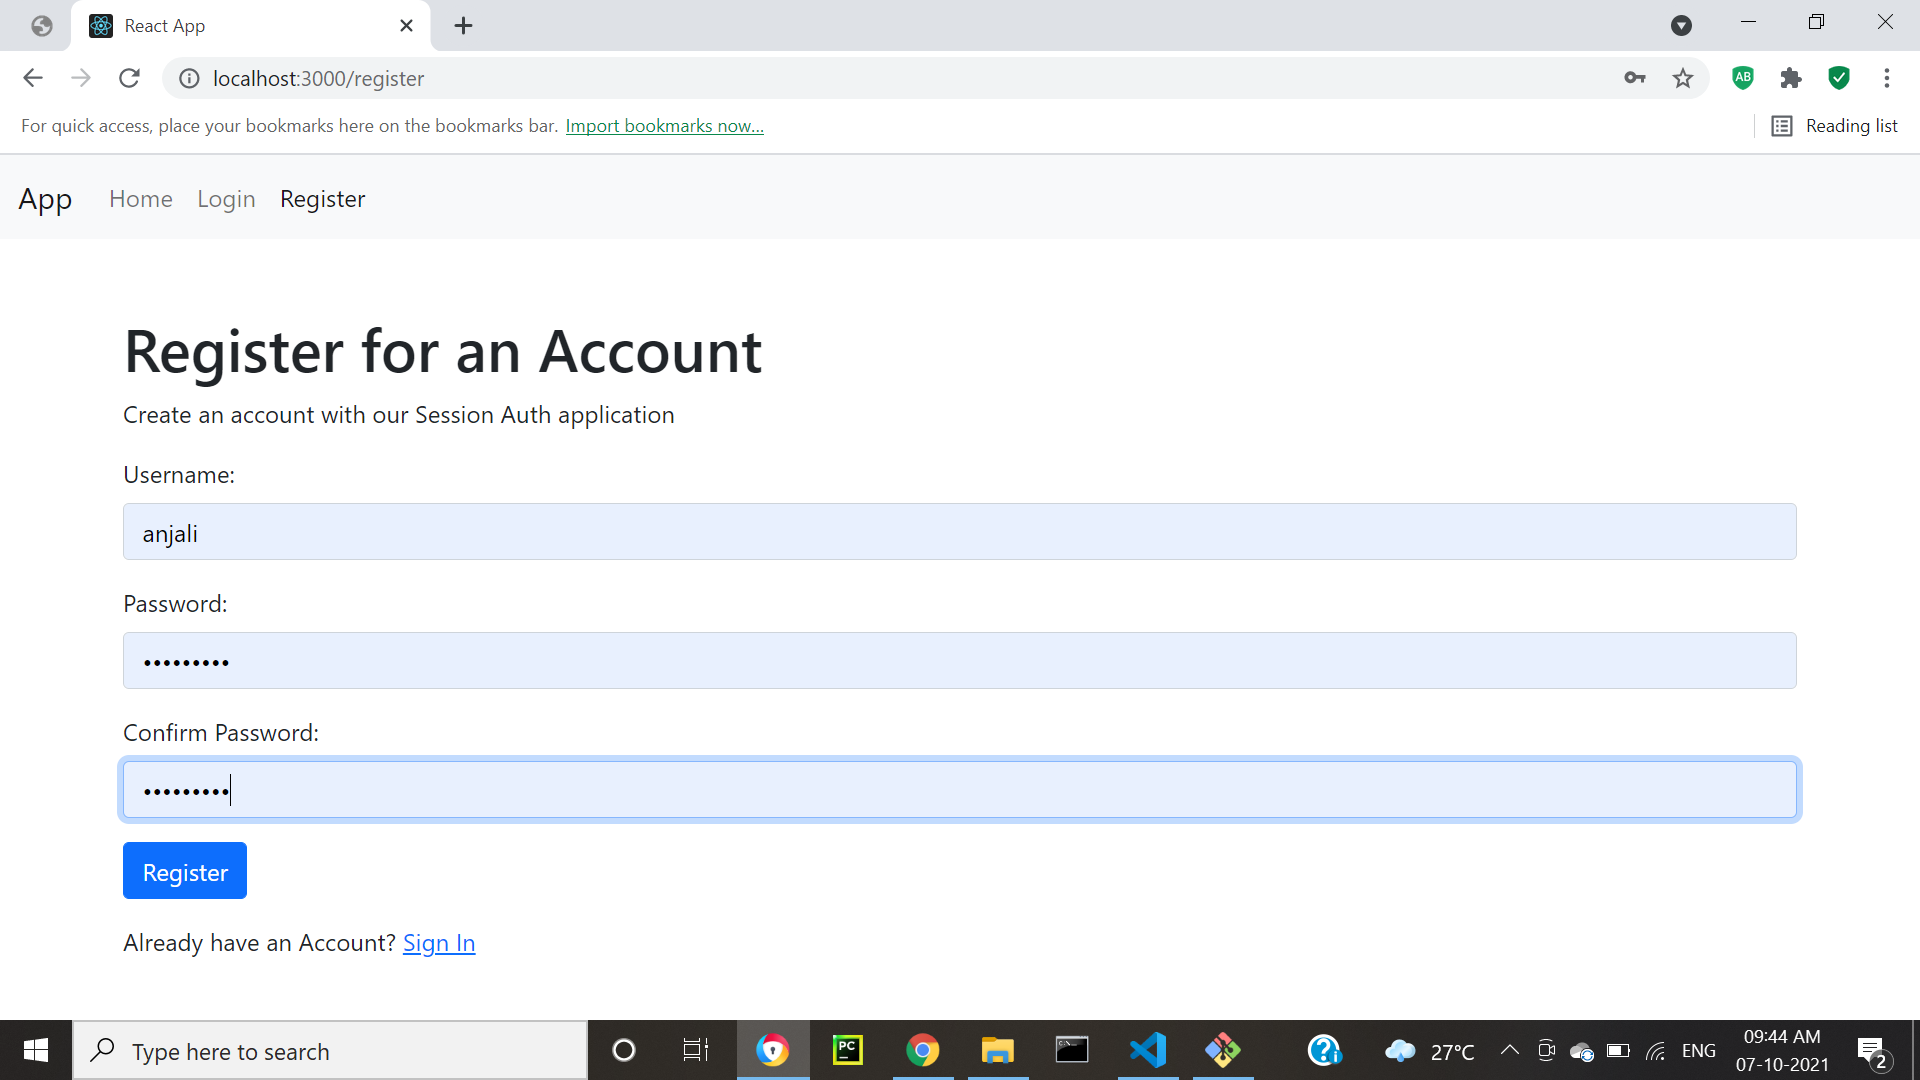 React App
localhost:3000/register
For quick access, place your bookmarks here on the bookmarks bar. Import bookmarks now...
Reading list
App Home Login Register
Register for an Account
Create an account with our Session Auth application
Username:
anjali
Password:
•••••••••
Confirm Password:
•••••••••
Register
Already have an Account? Sign In
Type here to search
PC
27°C
ENG
09:44 AM
07-10-2021
2
AB